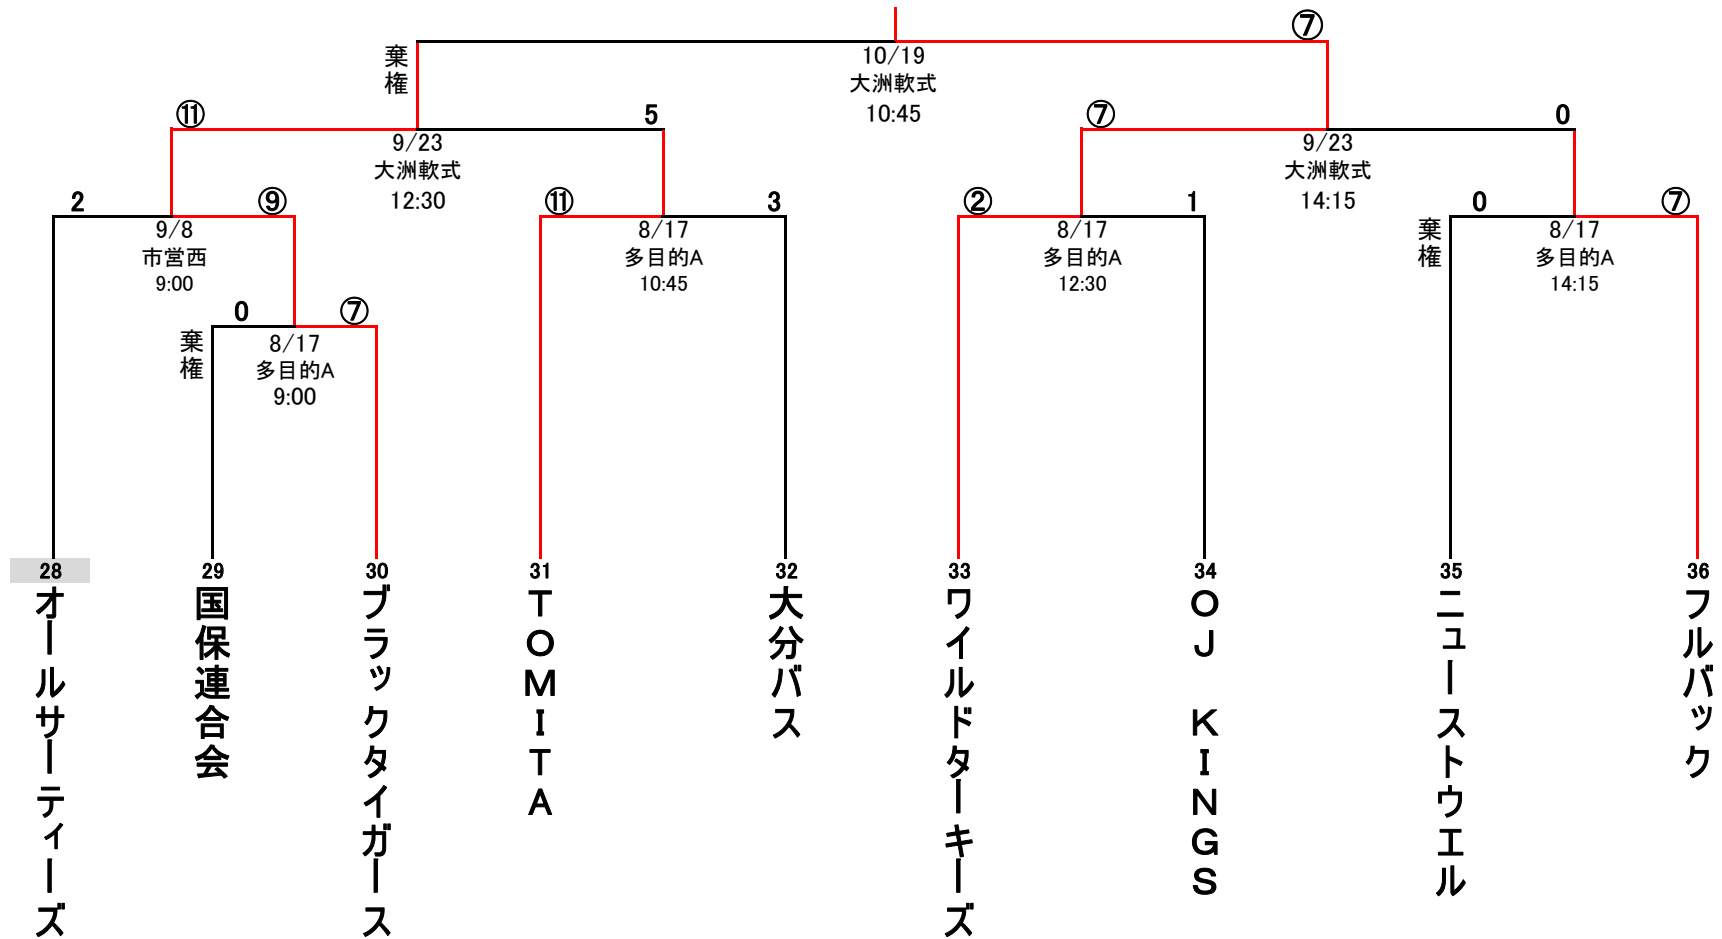 ⑦
棄権
10/19
大洲軟式
10:45
⑪
5
9/23
大洲軟式
12:30
⑦
0
9/23
大洲軟式
14:15
2
⑨
9/8
市営西
9:00
⑪
3
8/17
多目的A
10:45
②
1
8/17
多目的A
12:30
0
⑦
棄権
8/17
多目的A
14:15
0
⑦
棄権
8/17
多目的A
9:00
28
オールサーティーズ
29
国保連合会
30
ブラックタイガース
31
TOMITA
32
大分バス
33
ワイルドターキーズ
34
OJ KINGS
35
ニューストウエル
36
フルバック